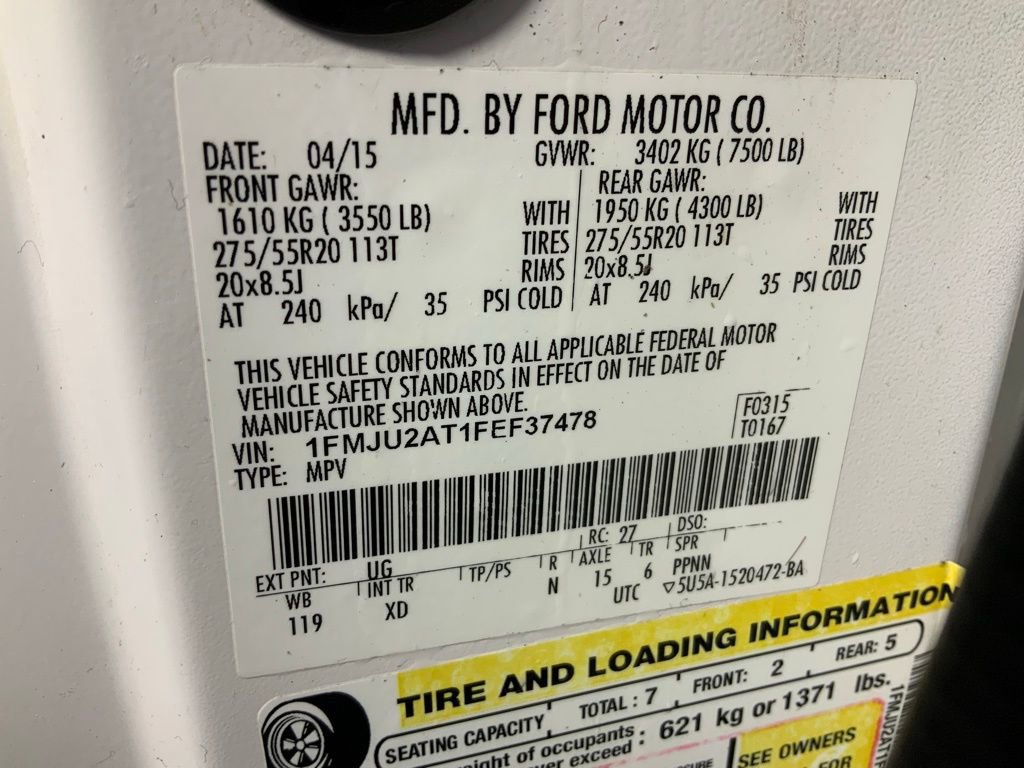 MFD. BY FORD MOTOR CO.
DATE: 04/15 GVWR: 3402 KG ( 7500 LB)
FRONT GAWR: REAR GAWR:
1610 KG ( 3550 LB) WITH 1950 KG ( 4300 LB) WITH
275/55R20 113T TIRES 275/55R20 113T TIRES
20x8.5J RIMS 20x8.5J RIMS
AT 240 kPa/ 35 PSI COLD AT 240 kPa/ 35 PSI COLD
THIS VEHICLE CONFORMS TO ALL APPLICABLE FEDERAL MOTOR
VEHICLE SAFETY STANDARDS IN EFFECT ON THE DATE OF
MANUFACTURE SHOWN ABOVE.
F0315
VIN: 1FMJU2AT1FEF37478 T0167
TYPE: MPV
EXT PNT: UG RC: 27 DSO:
WB INT TR TP/PS R AXLE TR SPR
119 XD N 15 6 PPNN
UTC ▽5U5A-1520472-BA
TIRE AND LOADING INFORMATION
SEATING CAPACITY TOTAL : 7 FRONT: 2 REAR: 5
of occupants : 621 kg or 1371 lbs.
exceed :
SEE OWNERS
FOR
1FMJU2AT1F